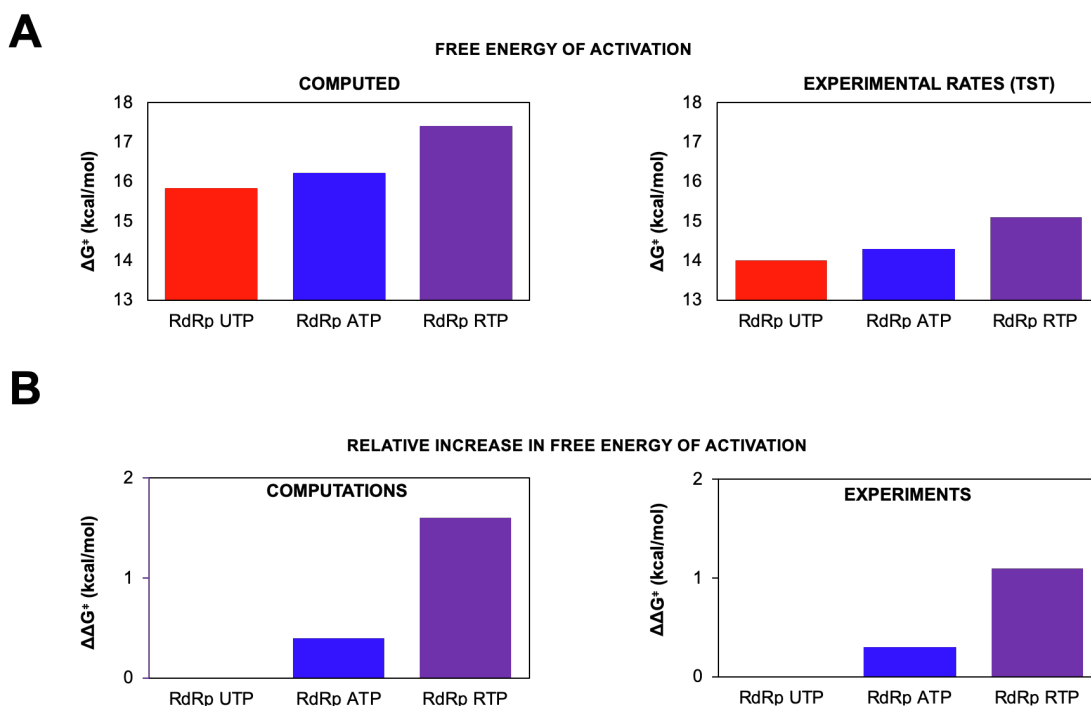 A
FREE ENERGY OF ACTIVATION
COMPUTED
EXPERIMENTAL RATES (TST)
18
17
16
15
14
13
ΔG* (kcal/mol)
RdRp UTP RdRp ATP RdRp RTP
18
17
16
15
14
13
ΔG* (kcal/mol)
RdRp UTP RdRp ATP RdRp RTP
B
RELATIVE INCREASE IN FREE ENERGY OF ACTIVATION
COMPUTATIONS
EXPERIMENTS
2
1
0
ΔΔG* (kcal/mol)
RdRp UTP RdRp ATP RdRp RTP
2
1
0
ΔΔG* (kcal/mol)
RdRp UTP RdRp ATP RdRp RTP